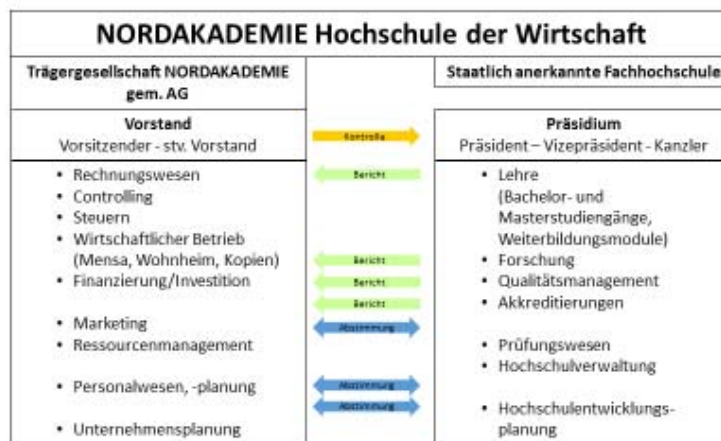 NORDAKADEMIE Hochschule der Wirtschaft
Trägergesellschaft NORDAKADEMIE
gem. AG
Staatlich anerkannte Fachhochschule
Vorstand
Vorsitzender - stv. Vorstand
Kontrolle
Präsidium
Präsident – Vizepräsident - Kanzler
• Rechnungswesen
• Controlling
• Steuern
• Wirtschaftlicher Betrieb
(Mensa, Wohnheim, Kopien)
• Finanzierung/Investition
• Marketing
• Ressourcenmanagement
• Personalwesen, -planung
• Unternehmensplanung
Bericht
Bericht
Bericht
Bericht
Abstimmung
Abstimmung
Abstimmung
• Lehre
(Bachelor- und
Masterstudiengänge,
Weiterbildungsmodule)
• Forschung
• Qualitätsmanagement
• Akkreditierungen
• Prüfungswesen
• Hochschulverwaltung
• Hochschulentwicklungs-
planung